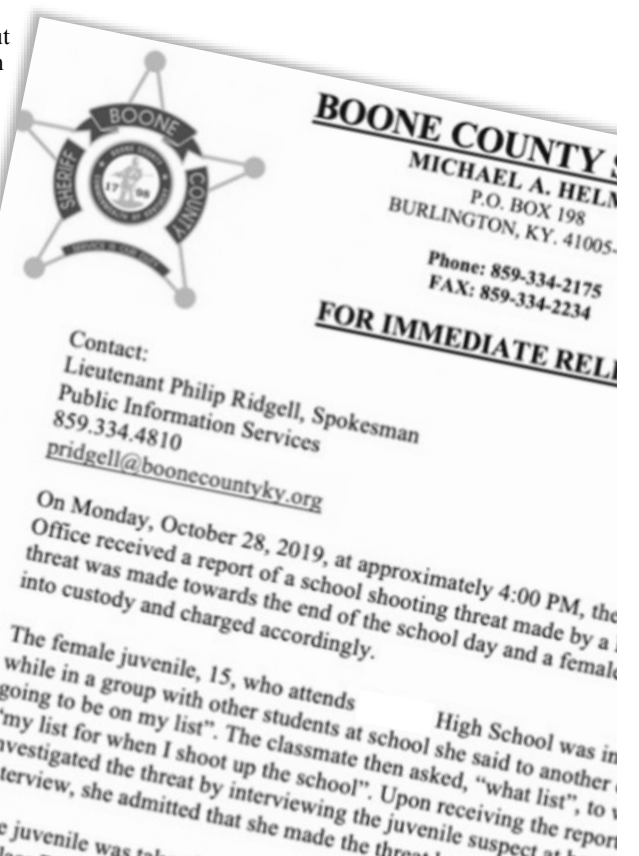 BOONE
SHERIFF
COUNTY
BOONE COUNTY
MICHAEL A. HELM
P.O. BOX 198
BURLINGTON, KY. 41005-
Phone: 859-334-2175
FAX: 859-334-2234
FOR IMMEDIATE RELE
Contact:
Lieutenant Philip Ridgell, Spokesman
Public Information Services
859.334.4810
pridgell@boonecountyky.org
On Monday, October 28, 2019, at approximately 4:00 PM, the
Office received a report of a school shooting threat made by a
threat was made towards the end of the school day and a female
into custody and charged accordingly.
The female juvenile, 15, who attends High School was in
while in a group with other students at school she said to another
going to be on my list”. The classmate then asked, “what list”, to
“my list for when I shoot up the school”. Upon receiving the report
nvestigated the threat by interviewing the juvenile suspect at
terview, she admitted that she made the threat
e juvenile was